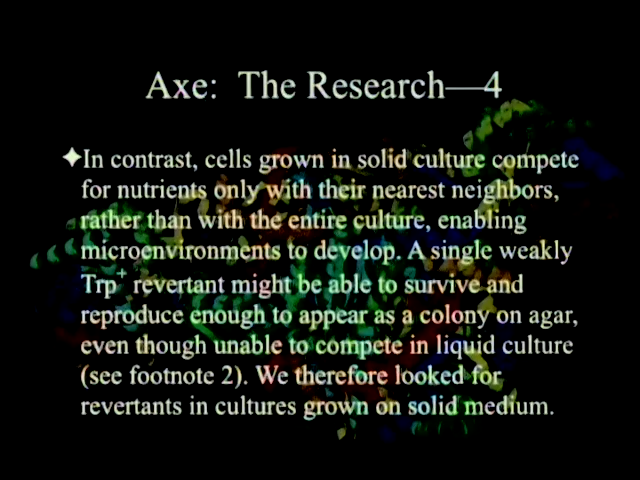 Axe: The Research—4
✦In contrast, cells grown in solid culture compete
for nutrients only with their nearest neighbors,
rather than with the entire culture, enabling
microenvironments to develop. A single weakly
Trp⁺ revertant might be able to survive and
reproduce enough to appear as a colony on agar,
even though unable to compete in liquid culture
(see footnote 2). We therefore looked for
revertants in cultures grown on solid medium.